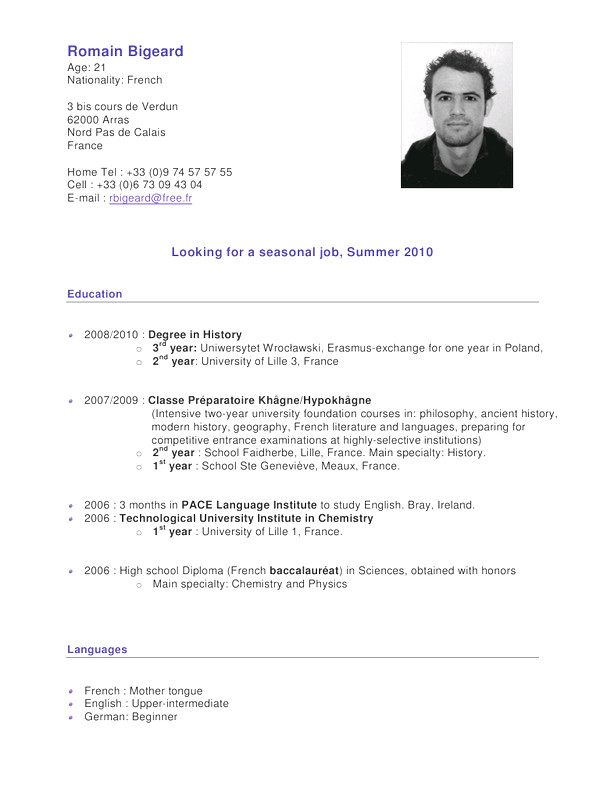 Romain Bigeard
Age: 21
Nationality: French
3 bis cours de Verdun
62000 Arras
Nord Pas de Calais
France
Home Tel : +33 (0)9 74 57 57 55
Cell : +33 (0)6 73 09 43 04
E-mail : rbigeard@free.fr
Looking for a seasonal job, Summer 2010
Education
2008/2010 : Degree in History
3rd year: Uniwersytet Wrocławski, Erasmus-exchange for one year in Poland,
2nd year: University of Lille 3, France
2007/2009 : Classe Préparatoire Khâgne/Hypokhâgne
(Intensive two-year university foundation courses in: philosophy, ancient history,
modern history, geography, French literature and languages, preparing for
competitive entrance examinations at highly-selective institutions)
2nd year : School Faidherbe, Lille, France. Main specialty: History.
1st year : School Ste Geneviève, Meaux, France.
2006 : 3 months in PACE Language Institute to study English. Bray, Ireland.
2006 : Technological University Institute in Chemistry
1st year : University of Lille 1, France.
2006 : High school Diploma (French baccalauréat) in Sciences, obtained with honors
Main specialty: Chemistry and Physics
Languages
French : Mother tongue
English : Upper-intermediate
German: Beginner